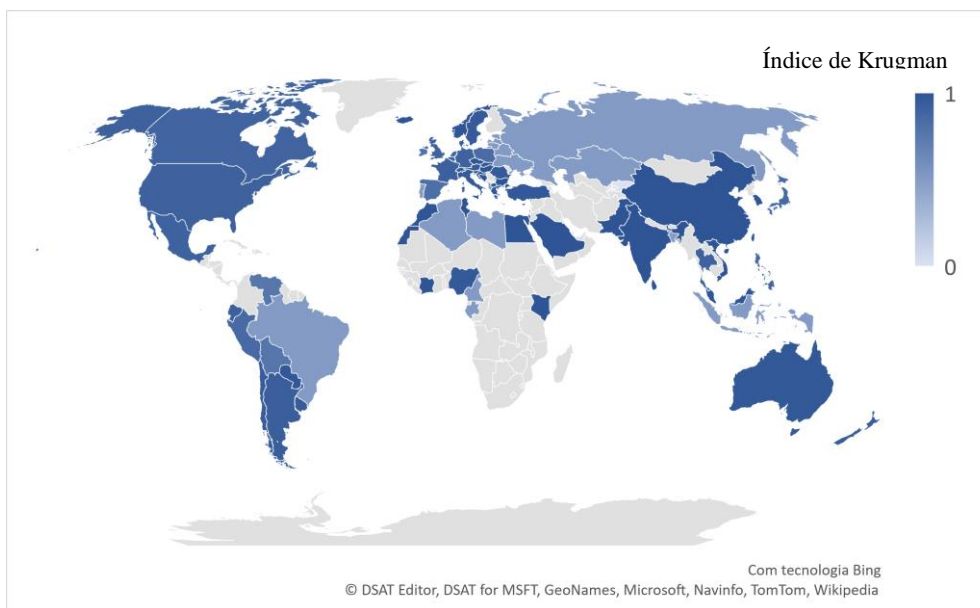 Índice de Krugman
1
0
Com tecnologia Bing
© DSAT Editor, DSAT for MSFT, GeoNames, Microsoft, Navinfo, TomTom, Wikipedia